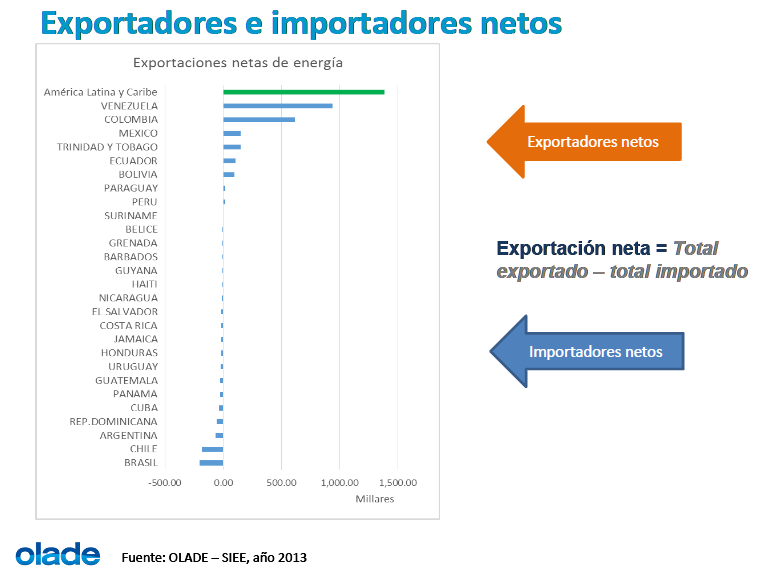 Exportadores e importadores netos
Exportaciones netas de energía
América Latina y Caribe
VENEZUELA
COLOMBIA
MEXICO
TRINIDAD Y TOBAGO
ECUADOR
BOLIVIA
PARAGUAY
PERU
SURINAME
BELICE
GRENADA
BARBADOS
GUYANA
HAITI
NICARAGUA
EL SALVADOR
COSTA RICA
JAMAICA
HONDURAS
URUGUAY
GUATEMALA
PANAMA
CUBA
REP.DOMINICANA
ARGENTINA
CHILE
BRASIL
-500.00 0.00 500.00 1,000.00 1,500.00
Millares
Exportadores netos
Exportación neta = Total
exportado – total importado
Importadores netos
olade
Fuente: OLADE – SIEE, año 2013